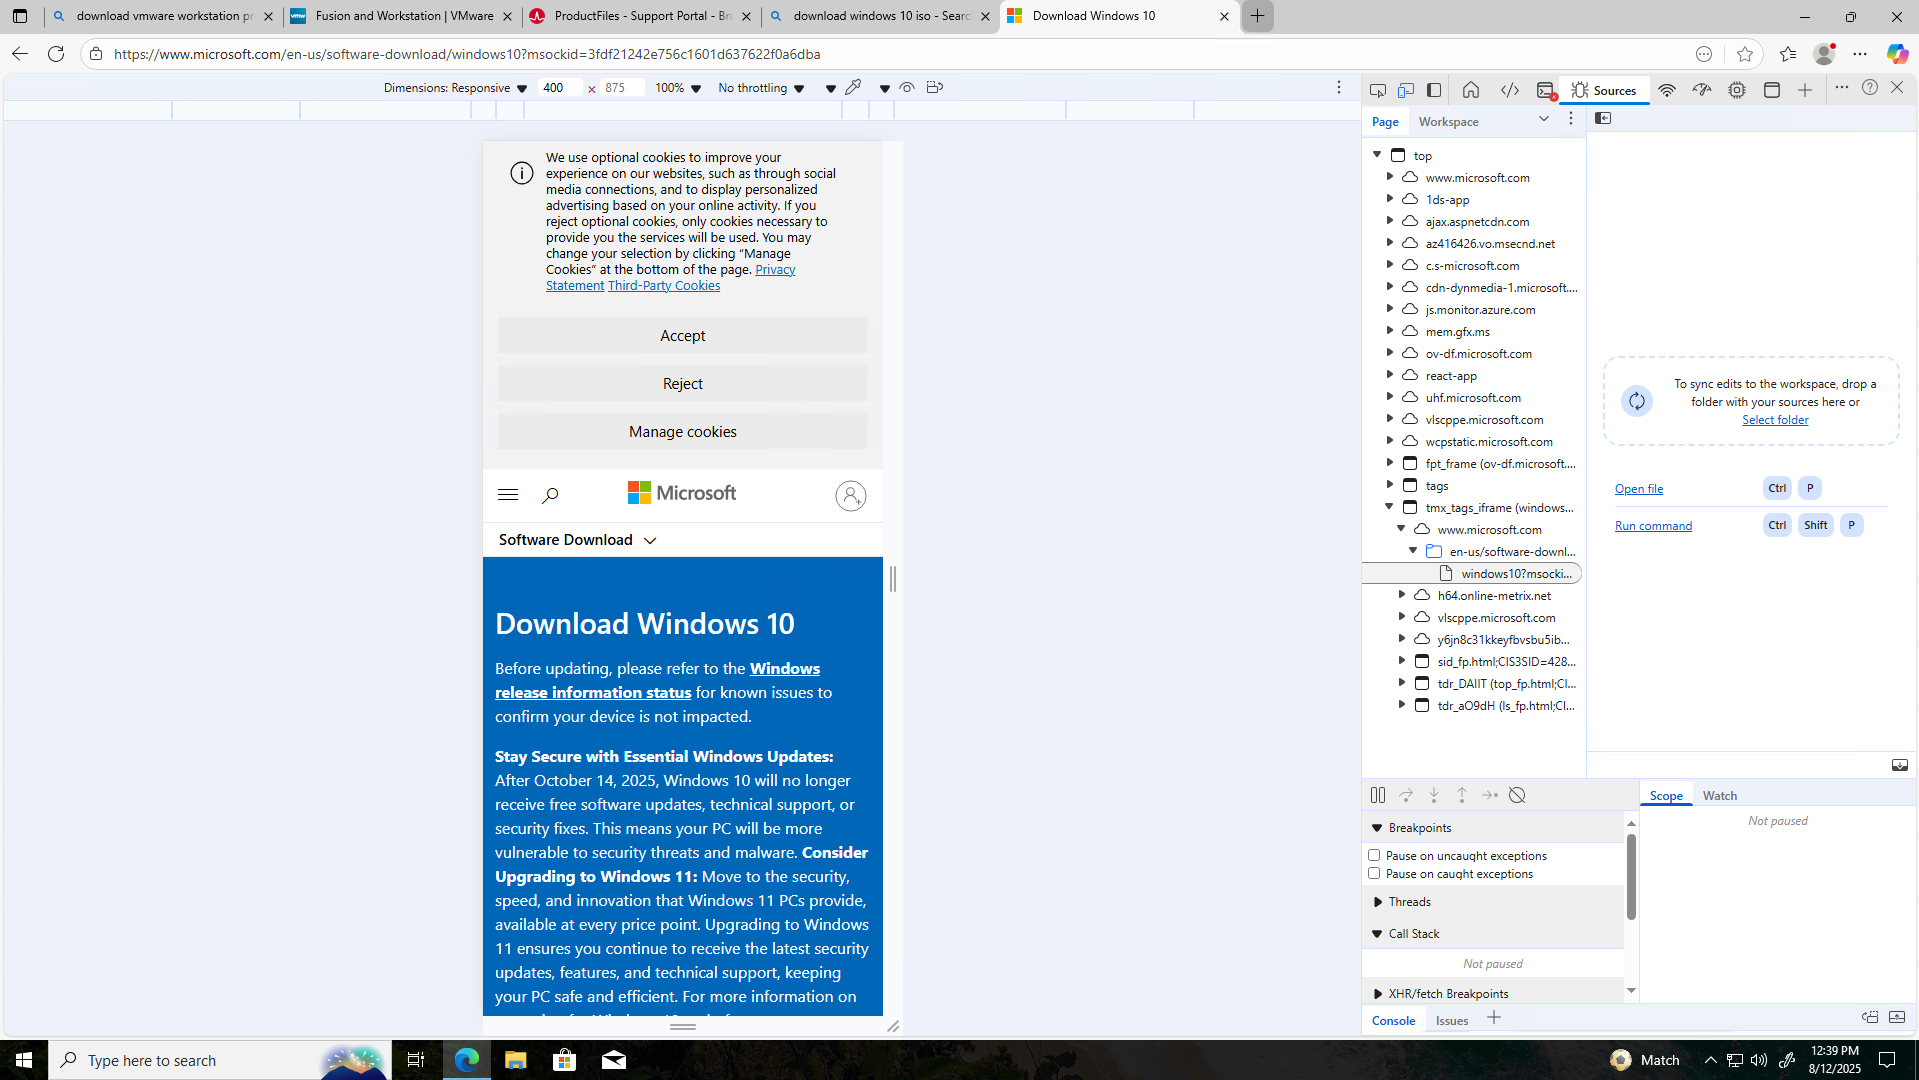 download vmware workstation pr
Fusion and Workstation | VMware
ProductFiles - Support Portal - Bro
download windows 10 iso - Search
Download Windows 10
https://www.microsoft.com/en-us/software-download/windows10?msockid=3fdf21242e756c1601d637622f0a6dba
Dimensions: Responsive
400
×
875
100%
No throttling
Sources
Page
Workspace
We use optional cookies to improve your
experience on our websites, such as through social
media connections, and to display personalized
advertising based on your online activity. If you
reject optional cookies, only cookies necessary to
provide you the services will be used. You may
change your selection by clicking “Manage
Cookies” at the bottom of the page. Privacy
Statement Third-Party Cookies
Accept
Reject
Manage cookies
Microsoft
Software Download
Download Windows 10
Before updating, please refer to the Windows
release information status for known issues to
confirm your device is not impacted.
Stay Secure with Essential Windows Updates:
After October 14, 2025, Windows 10 will no longer
receive free software updates, technical support, or
security fixes. This means your PC will be more
vulnerable to security threats and malware. Consider
Upgrading to Windows 11: Move to the security,
speed, and innovation that Windows 11 PCs provide,
available at every price point. Upgrading to Windows
11 ensures you continue to receive the latest security
updates, features, and technical support, keeping
your PC safe and efficient. For more information on
top
www.microsoft.com
1ds-app
ajax.aspnetcdn.com
az416426.vo.msecnd.net
c.s-microsoft.com
cdn-dynmedia-1.microsoft....
js.monitor.azure.com
mem.gfx.ms
ov-df.microsoft.com
react-app
uhf.microsoft.com
vlscppe.microsoft.com
wcpstatic.microsoft.com
fpt_frame (ov-df.microsoft....
tags
tmx_tags_iframe (windows...
www.microsoft.com
en-us/software-downl...
windows10?msocki...
h64.online-metrix.net
vlscppe.microsoft.com
y6jn8c31kkeyfbvsbu5ib...
sid_fp.html;CIS3SID=428...
tdr_DAIIT (top_fp.html;CI...
tdr_aO9dH (ls_fp.html;CI...
To sync edits to the workspace, drop a
folder with your sources here or
Select folder
Open file
Ctrl
P
Run command
Ctrl
Shift
P
Breakpoints
Pause on uncaught exceptions
Pause on caught exceptions
Threads
Call Stack
Not paused
XHR/fetch Breakpoints
Scope
Watch
Not paused
Console
Issues
Type here to search
Match
12:39 PM
8/12/2025